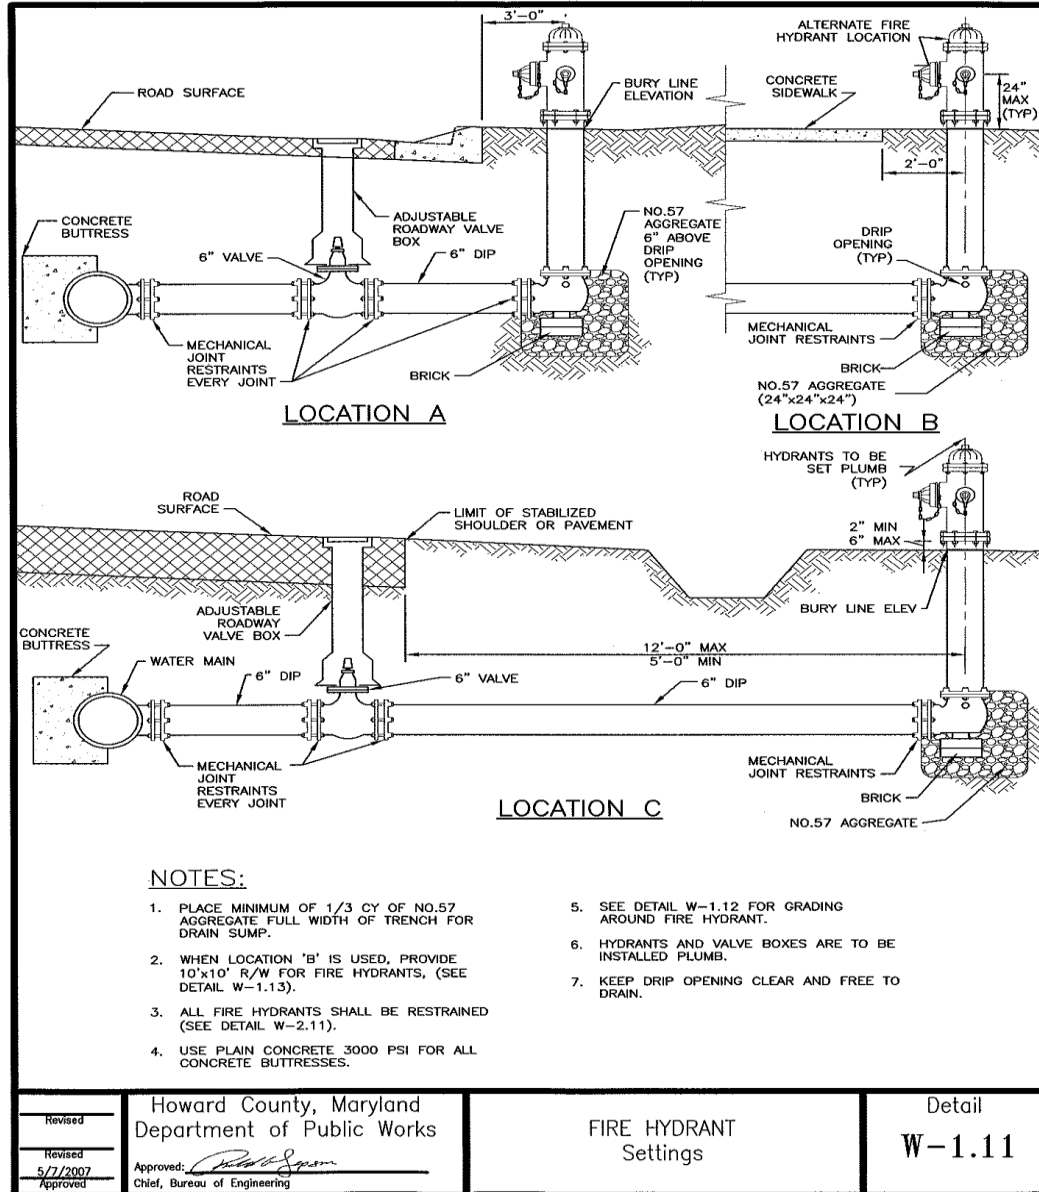 3'-0"
ALTERNATE FIRE
HYDRANT LOCATION
ROAD SURFACE
BURY LINE
ELEVATION
CONCRETE
SIDEWALK
24"
MAX
(TYP)
2'-0"
CONCRETE
BUTTRESS
ADJUSTABLE
ROADWAY VALVE
BOX
NO.57
AGGREGATE
6" ABOVE
DRIP
OPENING
(TYP)
DRIP
OPENING
(TYP)
6" VALVE
6" DIP
MECHANICAL
JOINT
RESTRAINTS
EVERY JOINT
BRICK
MECHANICAL
JOINT RESTRAINTS
BRICK
NO.57 AGGREGATE
(24"x24"x24")
LOCATION A
LOCATION B
HYDRANTS TO BE
SET PLUMB
(TYP)
ROAD
SURFACE
LIMIT OF STABILIZED
SHOULDER OR PAVEMENT
2" MIN
6" MAX
ADJUSTABLE
ROADWAY
VALVE BOX
BURY LINE ELEV
CONCRETE
BUTTRESS
WATER MAIN
12'-0" MAX
5'-0" MIN
6" DIP
6" VALVE
6" DIP
MECHANICAL
JOINT
RESTRAINTS
EVERY JOINT
MECHANICAL
JOINT RESTRAINTS
BRICK
NO.57 AGGREGATE
LOCATION C
NOTES:
1. PLACE MINIMUM OF 1/3 CY OF NO.57
AGGREGATE FULL WIDTH OF TRENCH FOR
DRAIN SUMP.
2. WHEN LOCATION 'B' IS USED, PROVIDE
10'x10' R/W FOR FIRE HYDRANTS, (SEE
DETAIL W-1.13).
3. ALL FIRE HYDRANTS SHALL BE RESTRAINED
(SEE DETAIL W-2.11).
4. USE PLAIN CONCRETE 3000 PSI FOR ALL
CONCRETE BUTTRESSES.
5. SEE DETAIL W-1.12 FOR GRADING
AROUND FIRE HYDRANT.
6. HYDRANTS AND VALVE BOXES ARE TO BE
INSTALLED PLUMB.
7. KEEP DRIP OPENING CLEAR AND FREE TO
DRAIN.
Revised
Revised
5/7/2007
Approved
Howard County, Maryland
Department of Public Works
Approved:
Chief, Bureau of Engineering
FIRE HYDRANT
Settings
Detail
W-1.11